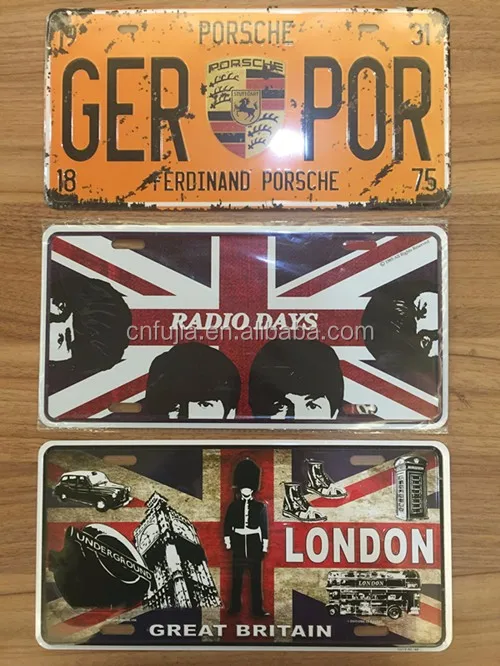 19 PORSCHE 31
GER POR
PORSCHE
STUTTGART
18 FERDINAND PORSCHE 75
RADIO DAYS
cnfujia.en.alibaba.com
UNDERGROUND
LONDON
LONDON
GREAT BRITAIN